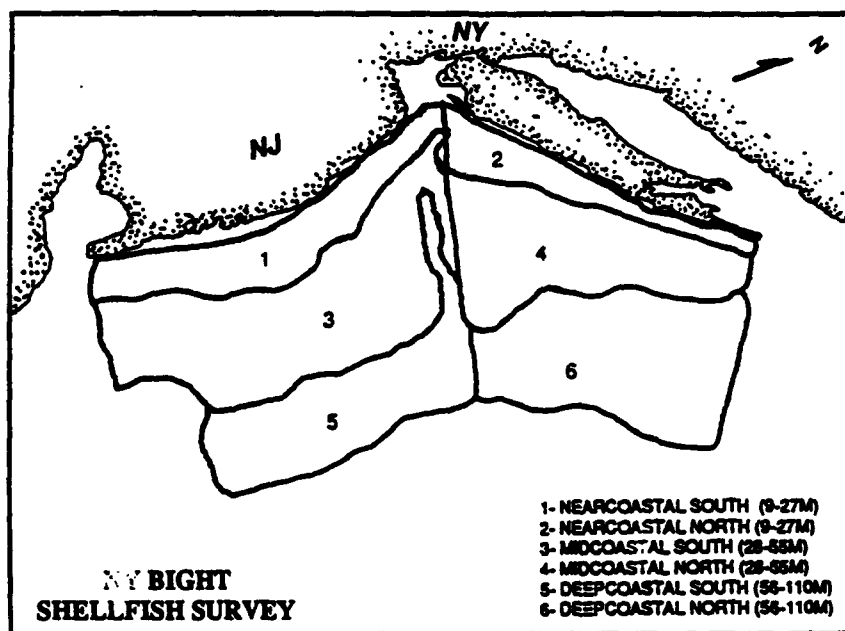 NY
N
NJ
2
1
4
3
6
5
1- NEARCOASTAL SOUTH (9-27M)
2- NEARCOASTAL NORTH (9-27M)
3- MIDCOASTAL SOUTH (28-55M)
4- MIDCOASTAL NORTH (28-55M)
5- DEEPCOASTAL SOUTH (56-110M)
6- DEEPCOASTAL NORTH (56-110M)
NY BIGHT
SHELLFISH SURVEY